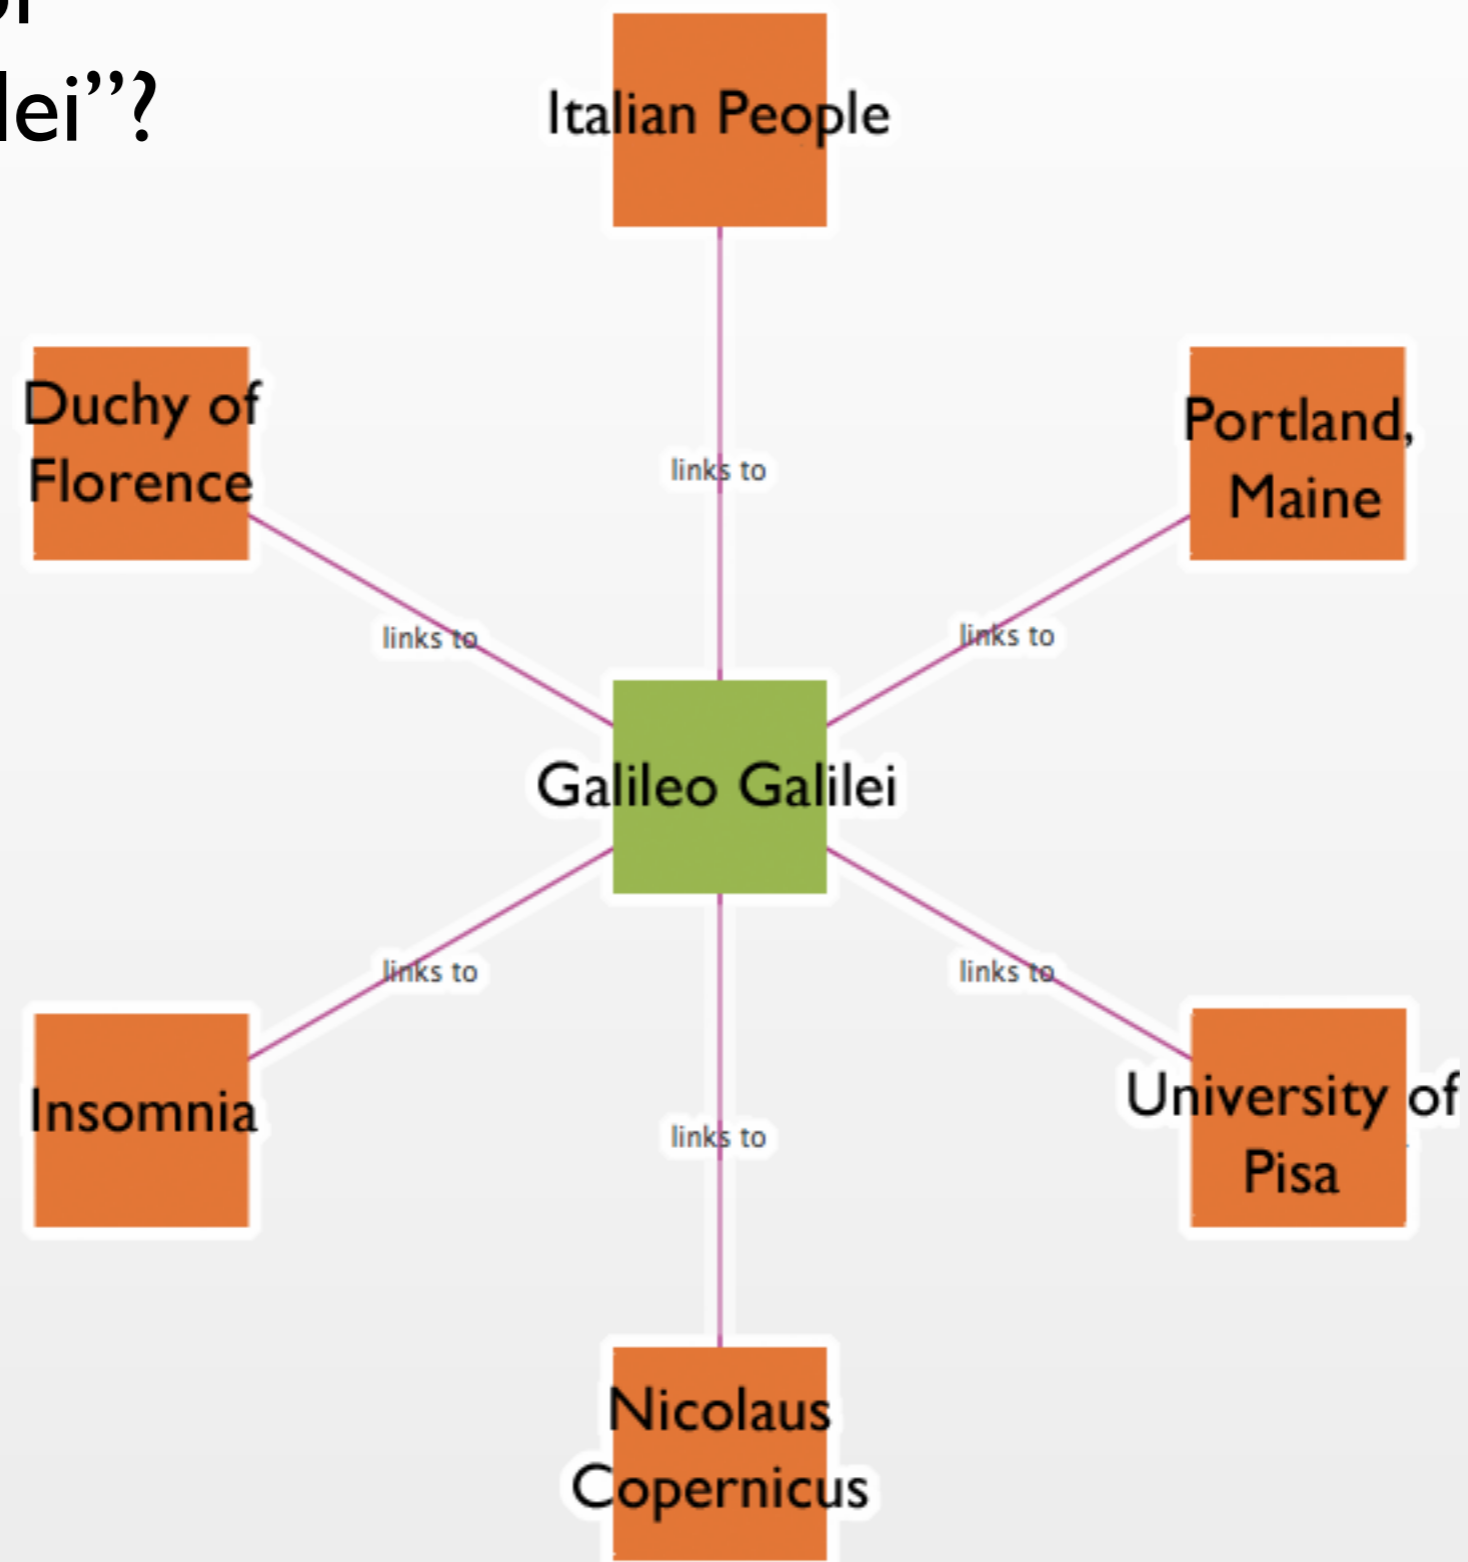 lei”?
Italian People
Duchy of
Florence
Portland,
Maine
links to
links to
links to
Galileo Galilei
links to
links to
links to
Insomnia
University of
Pisa
Nicolaus
Copernicus